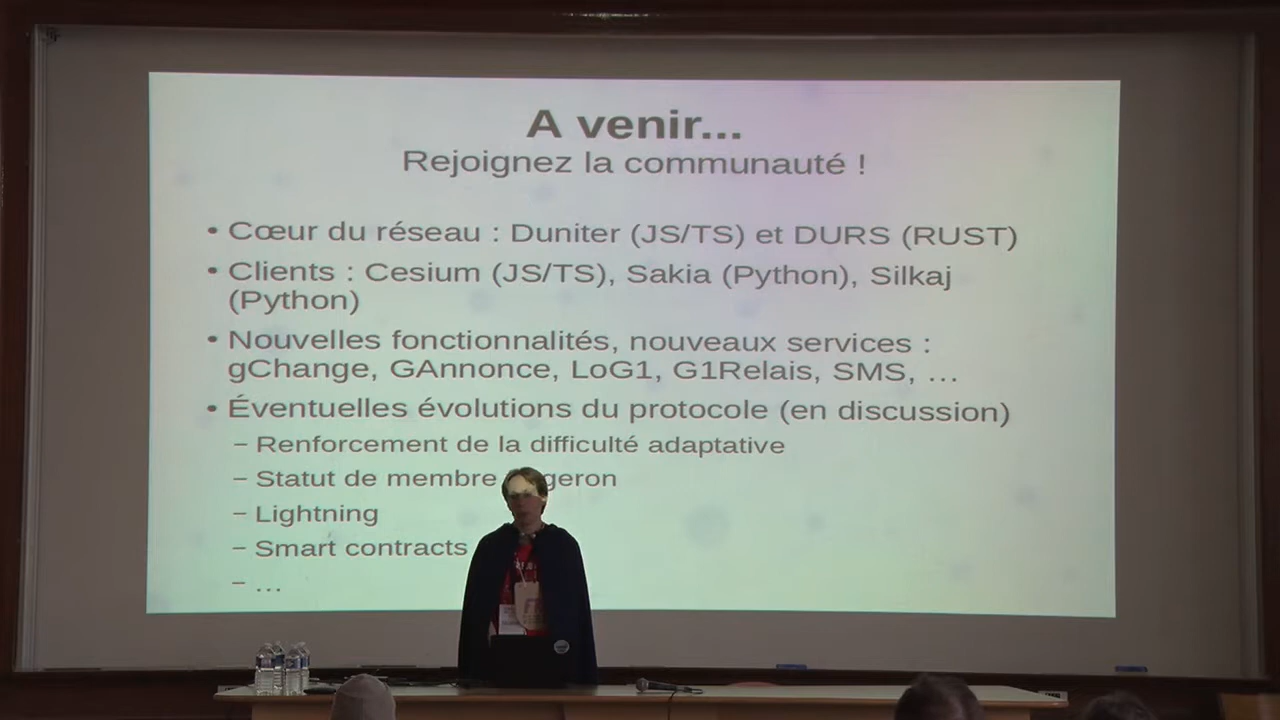 A venir...
Rejoignez la communauté !
• Cœur du réseau : Duniter (JS/TS) et DURS (RUST)
• Clients : Cesium (JS/TS), Sakia (Python), Silkaj
(Python)
• Nouvelles fonctionnalités, nouveaux services :
gChange, GAnnonce, LoG1, G1Relais, SMS, …
• Éventuelles évolutions du protocole (en discussion)
– Renforcement de la difficulté adaptative
– Statut de membre geron
– Lightning
– Smart contracts
– …